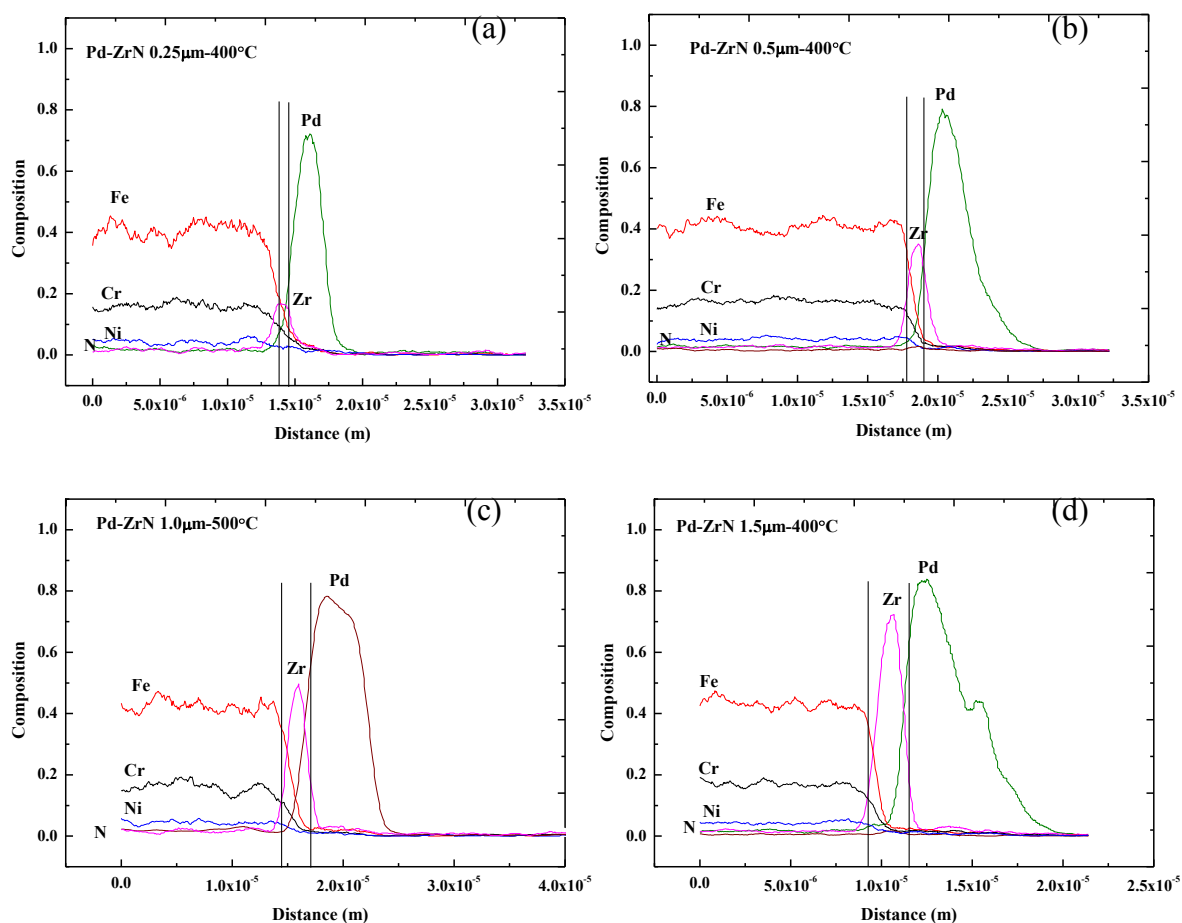 (a)
Pd-ZrN 0.25μm-400°C
1.0
0.8
0.6
0.4
0.2
0.0
Composition
Fe
Cr
Ni
N
Zr
Pd
0.0 5.0x10⁻⁶ 1.0x10⁻⁵ 1.5x10⁻⁵ 2.0x10⁻⁵ 2.5x10⁻⁵ 3.0x10⁻⁵ 3.5x10⁻⁵
Distance (m)
(b)
Pd-ZrN 0.5μm-400°C
1.0
0.8
0.6
0.4
0.2
0.0
Composition
Fe
Cr
Ni
N
Zr
Pd
0.0 5.0x10⁻⁶ 1.0x10⁻⁵ 1.5x10⁻⁵ 2.0x10⁻⁵ 2.5x10⁻⁵ 3.0x10⁻⁵ 3.5x10⁻⁵
Distance (m)
(c)
Pd-ZrN 1.0μm-500°C
1.0
0.8
0.6
0.4
0.2
0.0
Composition
Fe
Cr
Ni
N
Zr
Pd
0.0 1.0x10⁻⁵ 2.0x10⁻⁵ 3.0x10⁻⁵ 4.0x10⁻⁵
Distance (m)
(d)
Pd-ZrN 1.5μm-400°C
1.0
0.8
0.6
0.4
0.2
0.0
Composition
Fe
Cr
Ni
N
Zr
Pd
0.0 5.0x10⁻⁶ 1.0x10⁻⁵ 1.5x10⁻⁵ 2.0x10⁻⁵ 2.5x10⁻⁵
Distance (m)